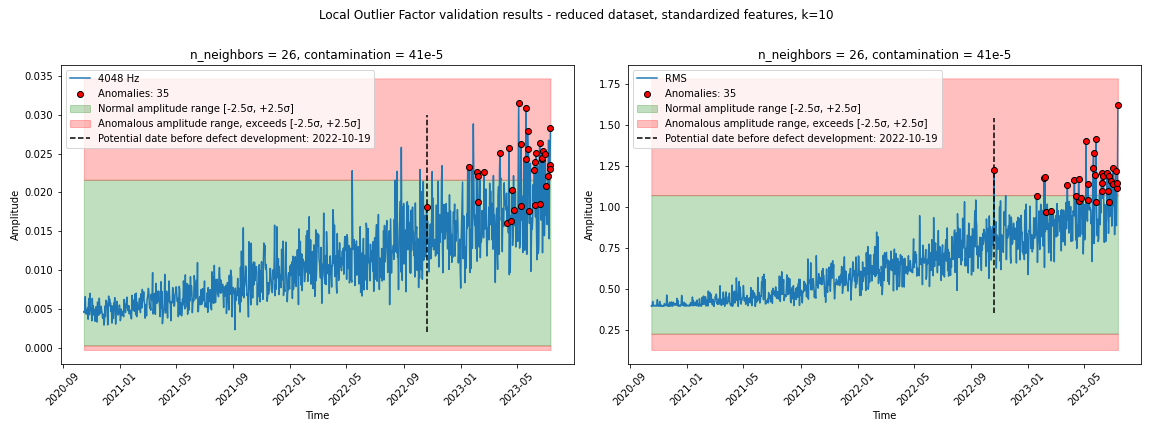 Local Outlier Factor validation results - reduced dataset, standardized features, k=10
n_neighbors = 26, contamination = 41e-5
4048 Hz
Anomalies: 35
Normal amplitude range [-2.5σ, +2.5σ]
Anomalous amplitude range, exceeds [-2.5σ, +2.5σ]
Potential date before defect development: 2022-10-19
Amplitude
0.035
0.030
0.025
0.020
0.015
0.010
0.005
0.000
2020-09
2021-01
2021-05
2021-09
2022-01
2022-05
2022-09
2023-01
2023-05
Time
n_neighbors = 26, contamination = 41e-5
RMS
Anomalies: 35
Normal amplitude range [-2.5σ, +2.5σ]
Anomalous amplitude range, exceeds [-2.5σ, +2.5σ]
Potential date before defect development: 2022-10-19
Amplitude
1.75
1.50
1.25
1.00
0.75
0.50
0.25
2020-09
2021-01
2021-05
2021-09
2022-01
2022-05
2022-09
2023-01
2023-05
Time